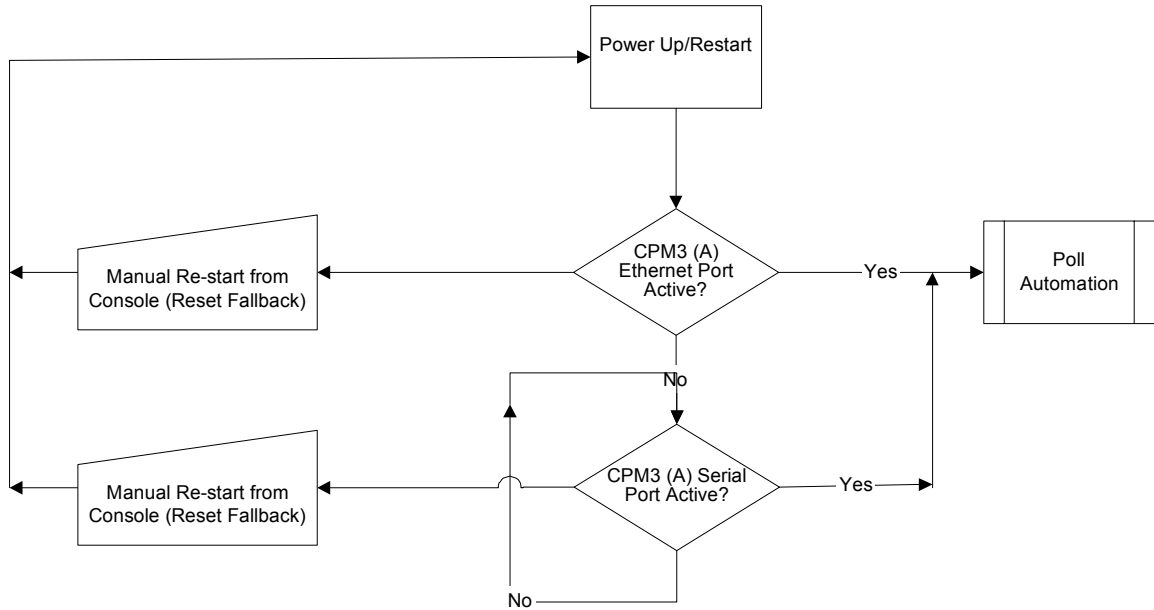 Power Up/Restart
CPM3 (A)
Ethernet Port
Active?
Yes
Poll
Automation
Manual Re-start from
Console (Reset Fallback)
No
CPM3 (A) Serial
Port Active?
Yes
Manual Re-start from
Console (Reset Fallback)
No